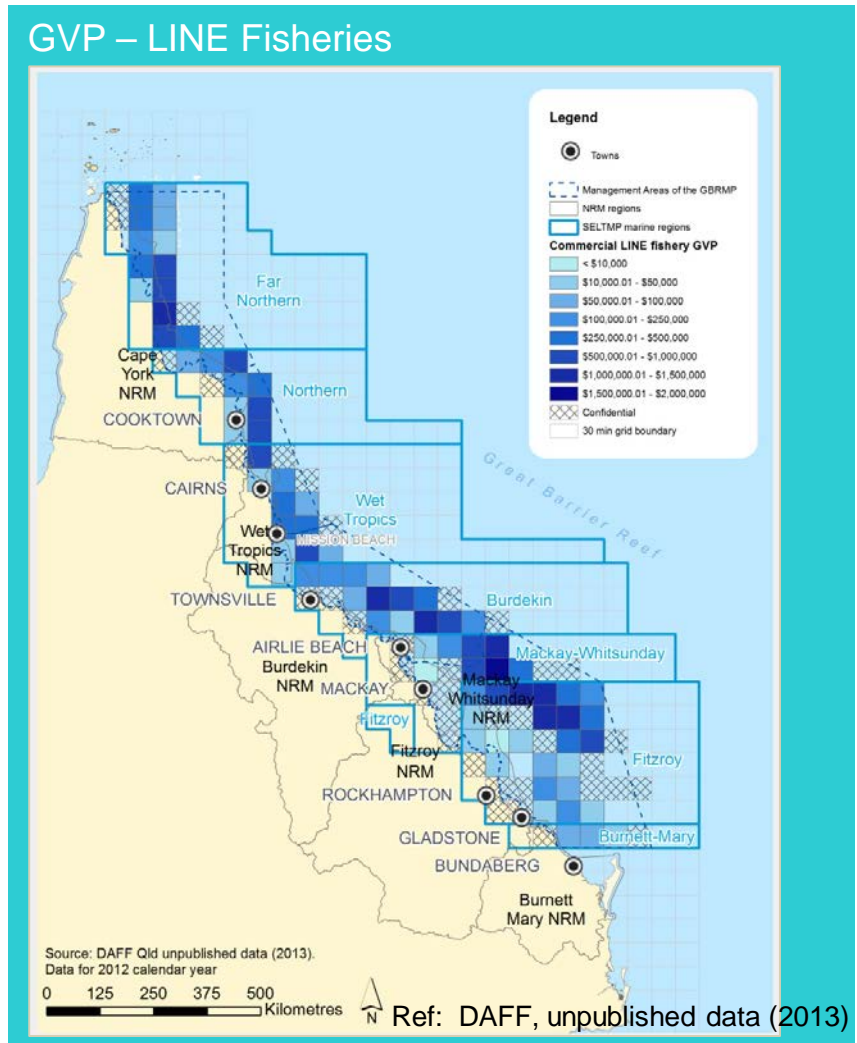 GVP – LINE Fisheries
Legend
Towns
Management Areas of the GBRMP
NRM regions
SELTMP marine regions
Commercial LINE fishery GVP
< $10,000
$10,000.01 - $50,000
$50,000.01 - $100,000
$100,000.01 - $250,000
$250,000.01 - $500,000
$500,000.01 - $1,000,000
$1,000,000.01 - $1,500,000
$1,500,000.01 - $2,000,000
Confidential
30 min grid boundary
Far
Northern
Cape
York
NRM
Northern
COOKTOWN
Great Barrier Reef
CAIRNS
Wet
Tropics
Wet
Tropics
NRM
MISSION BEACH
TOWNSVILLE
Burdekin
AIRLIE BEACH
Mackay-Whitsunday
Burdekin
NRM
MACKAY
Mackay
Whitsunday
NRM
Fitzroy
Fitzroy
NRM
Fitzroy
ROCKHAMPTON
GLADSTONE
Burnett-Mary
BUNDABERG
Burnett
Mary NRM
Source: DAFF Qld unpublished data (2013).
Data for 2012 calendar year
0 125 250 375 500
Kilometres
N
Ref: DAFF, unpublished data (2013)